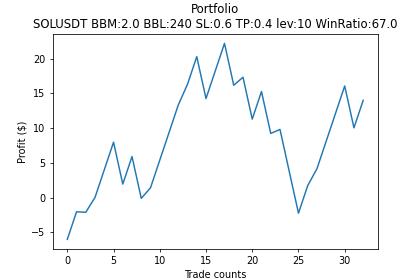 Portfolio
SOLUSDT BBM:2.0 BBL:240 SL:0.6 TP:0.4 lev:10 WinRatio:67.0
20
15
10
5
0
−5
Profit ($)
0 5 10 15 20 25 30
Trade counts